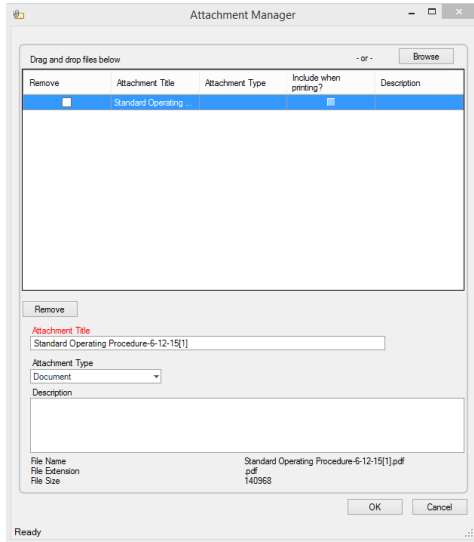 Attachment Manager
Drag and drop files below
- or -
Browse
Remove
Attachment Title
Attachment Type
Include when
printing?
Description
Standard Operating ...
Remove
Attachment Title
Standard Operating Procedure-6-12-15[1]
Attachment Type
Document
Description
File Name
Standard Operating Procedure-6-12-15[1].pdf
File Extension
.pdf
File Size
140968
OK
Cancel
Ready